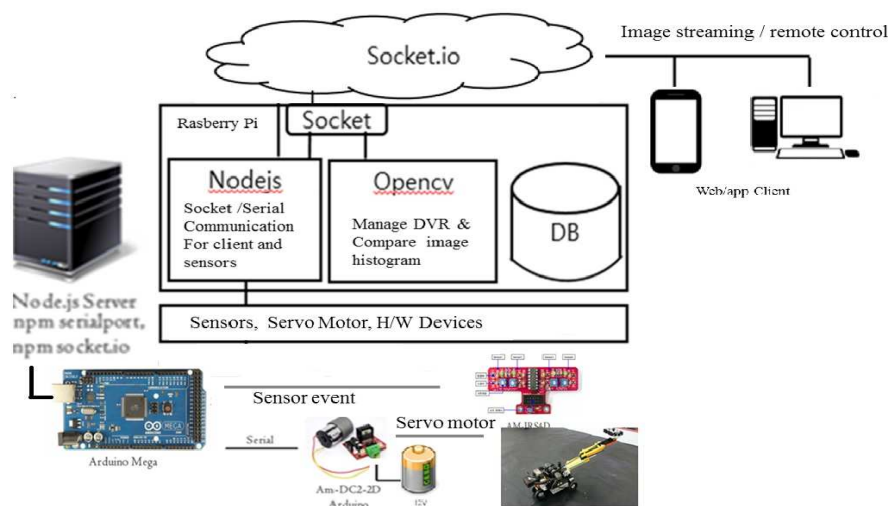 Socket.io
Image streaming / remote control
Rasberry Pi
Socket
Nodejs
Socket /Serial
Communication
For client and
sensors
Opencv
Manage DVR &
Compare image
histogram
DB
Web/app Client
Node.js Server
npm serialport,
npm socket.io
Sensors, Servo Motor, H/W Devices
Sensor event
AM-IRS4D
Arduino Mega
Serial
Servo motor
Am-DC2-2D
Arduino
12V